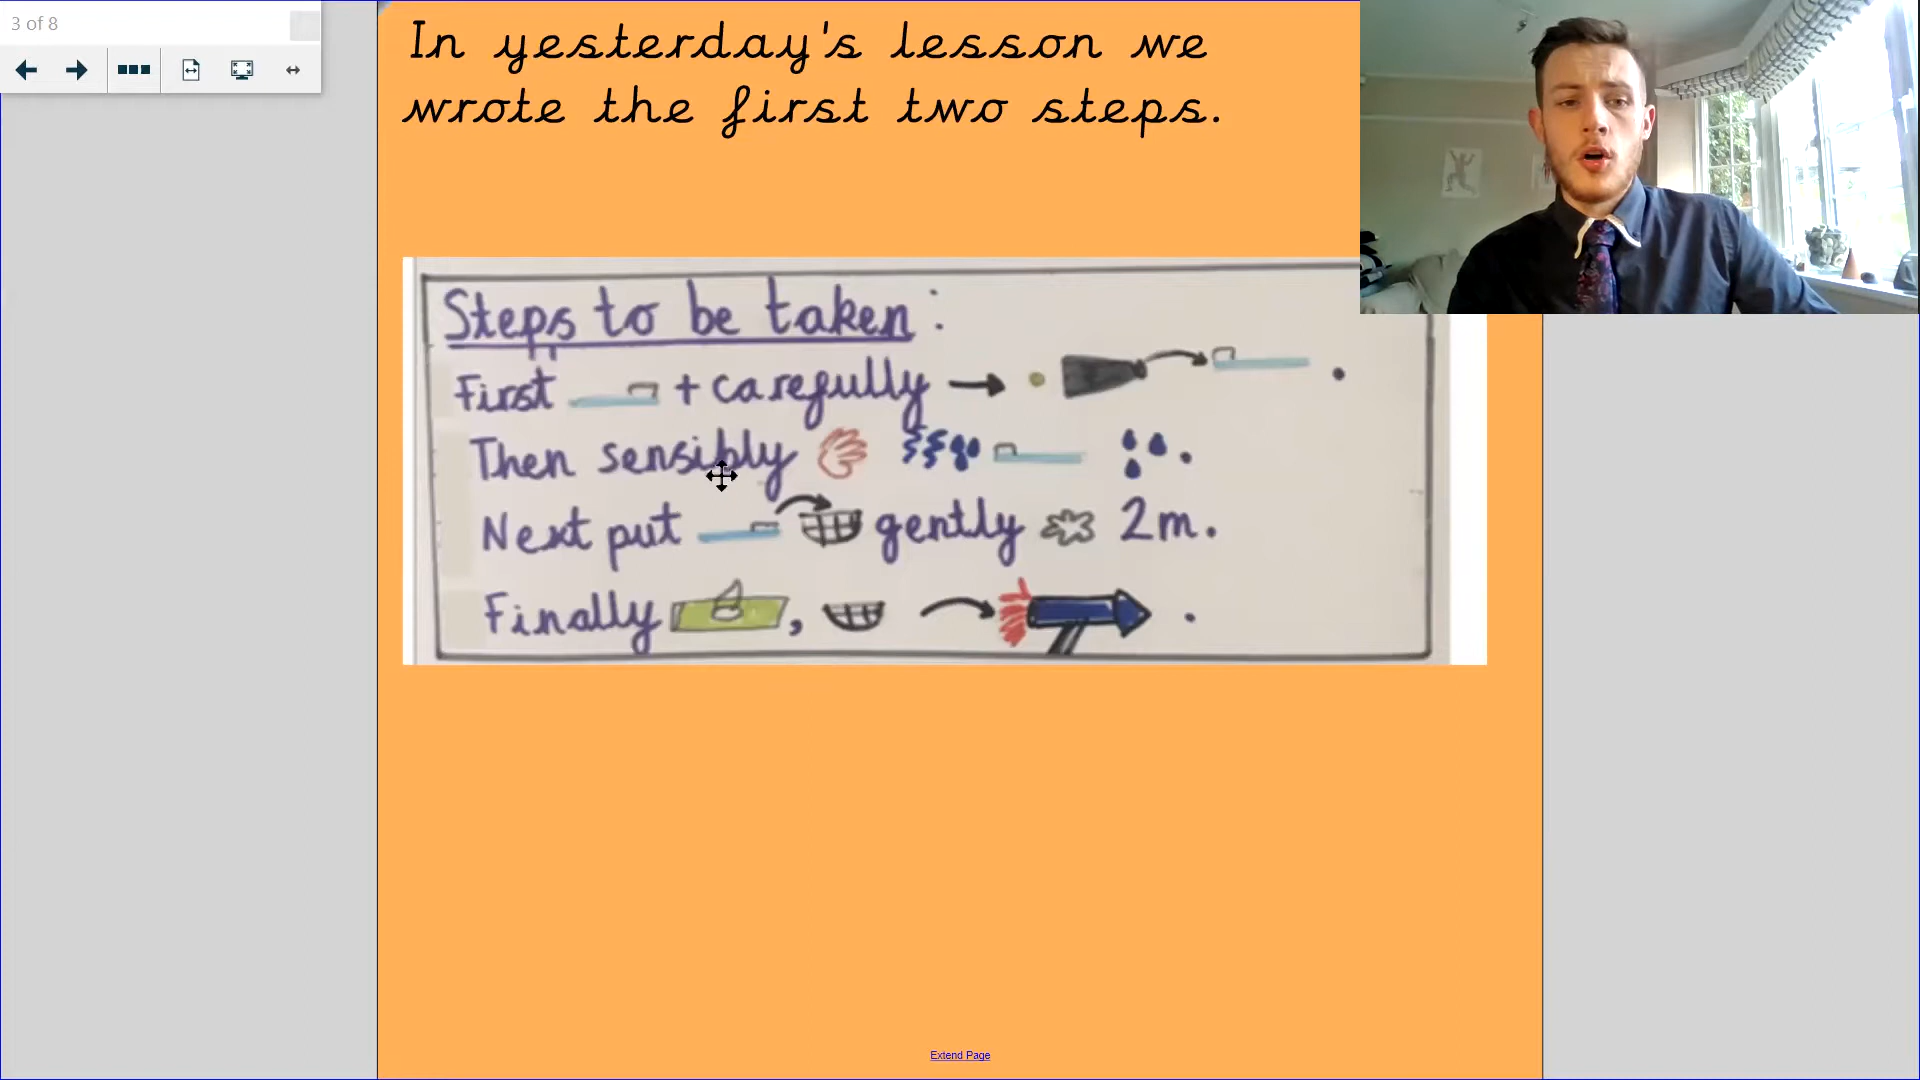 3 of 8
In yesterday's lesson we
wrote the first two steps.
Steps to be taken:
First + carefully .
Then sensibly .
Next put gently 2m.
Finally , .
Extend Page